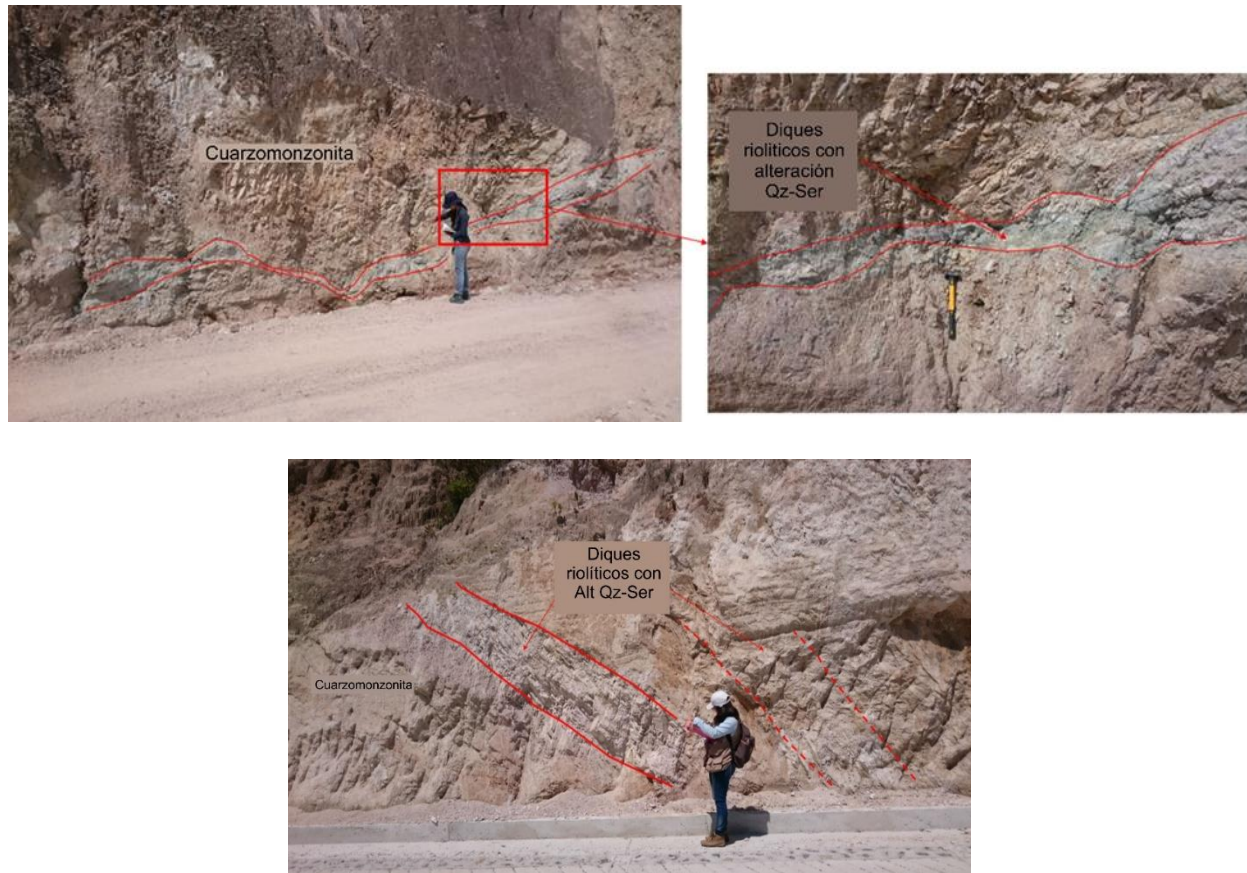 Cuarzomonzonita
Diques
riolíticos con
alteración
Qz-Ser
Diques
riolíticos con
Alt Qz-Ser
Cuarzomonzonita